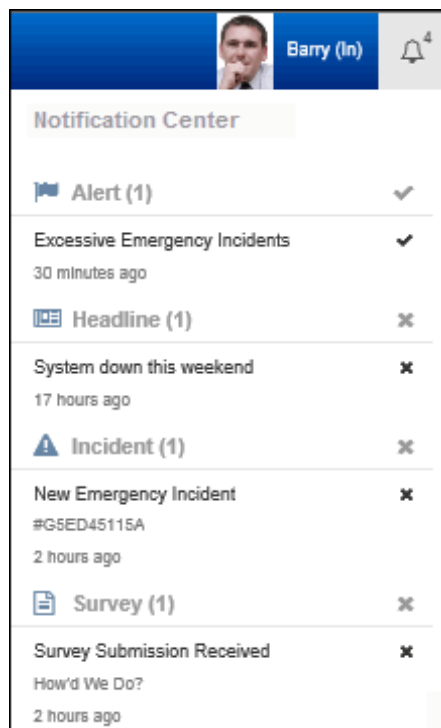 Barry (In)
4
Notification Center
Alert (1)
Excessive Emergency Incidents
30 minutes ago
Headline (1)
System down this weekend
17 hours ago
Incident (1)
New Emergency Incident
#G5ED45115A
2 hours ago
Survey (1)
Survey Submission Received
How'd We Do?
2 hours ago